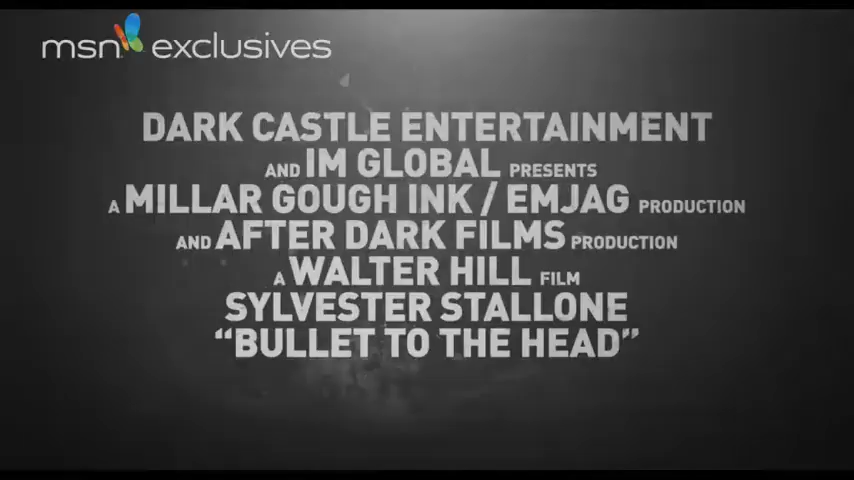 msn exclusives
DARK CASTLE ENTERTAINMENT
AND IM GLOBAL PRESENTS
A MILLAR GOUGH INK / EMJAG PRODUCTION
AND AFTER DARK FILMS PRODUCTION
A WALTER HILL FILM
SYLVESTER STALLONE
“BULLET TO THE HEAD”